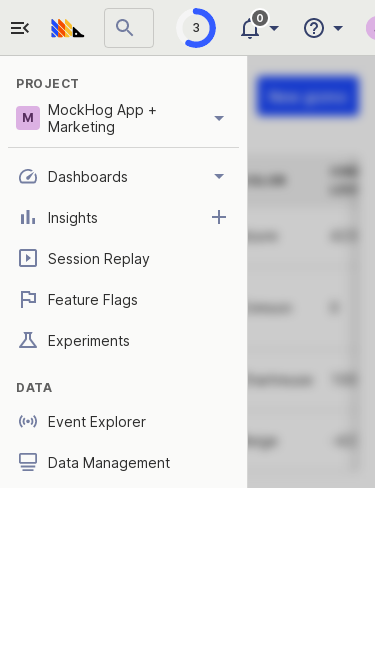 3
0
PROJECT
M
MockHog App +
Marketing
Dashboards
Insights
Session Replay
Feature Flags
Experiments
DATA
Event Explorer
Data Management